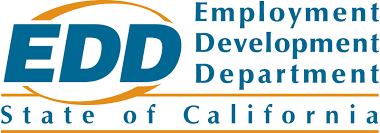 EDD
Employment
Development
Department
State of California